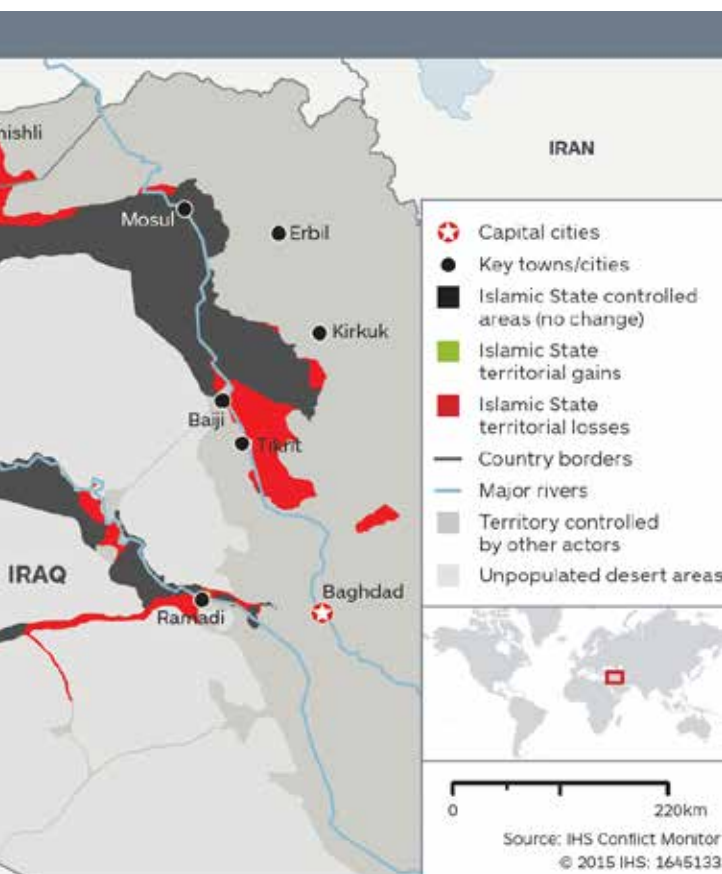 nishli
IRAN
Mosul
Erbil
Kirkuk
Baiji
Tikrit
IRAQ
Baghdad
Ramadi
Capital cities
Key towns/cities
Islamic State controlled
areas (no change)
Islamic State
territorial gains
Islamic State
territorial losses
Country borders
Major rivers
Territory controlled
by other actors
Unpopulated desert areas
0
220km
Source: IHS Conflict Monitor
© 2015 IHS: 1645133